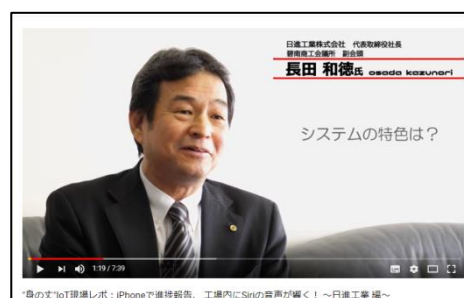 日進工業株式会社 代表取締役社長
碧南商工会議所 副会頭
長田 和徳氏 osada kazunori
システムの特色は？
1:19 / 7:39
"身の丈"IoT現場レポ：iPhoneで進捗報告、 工場内にSiriの音声が響く！ ～日進工業 編～